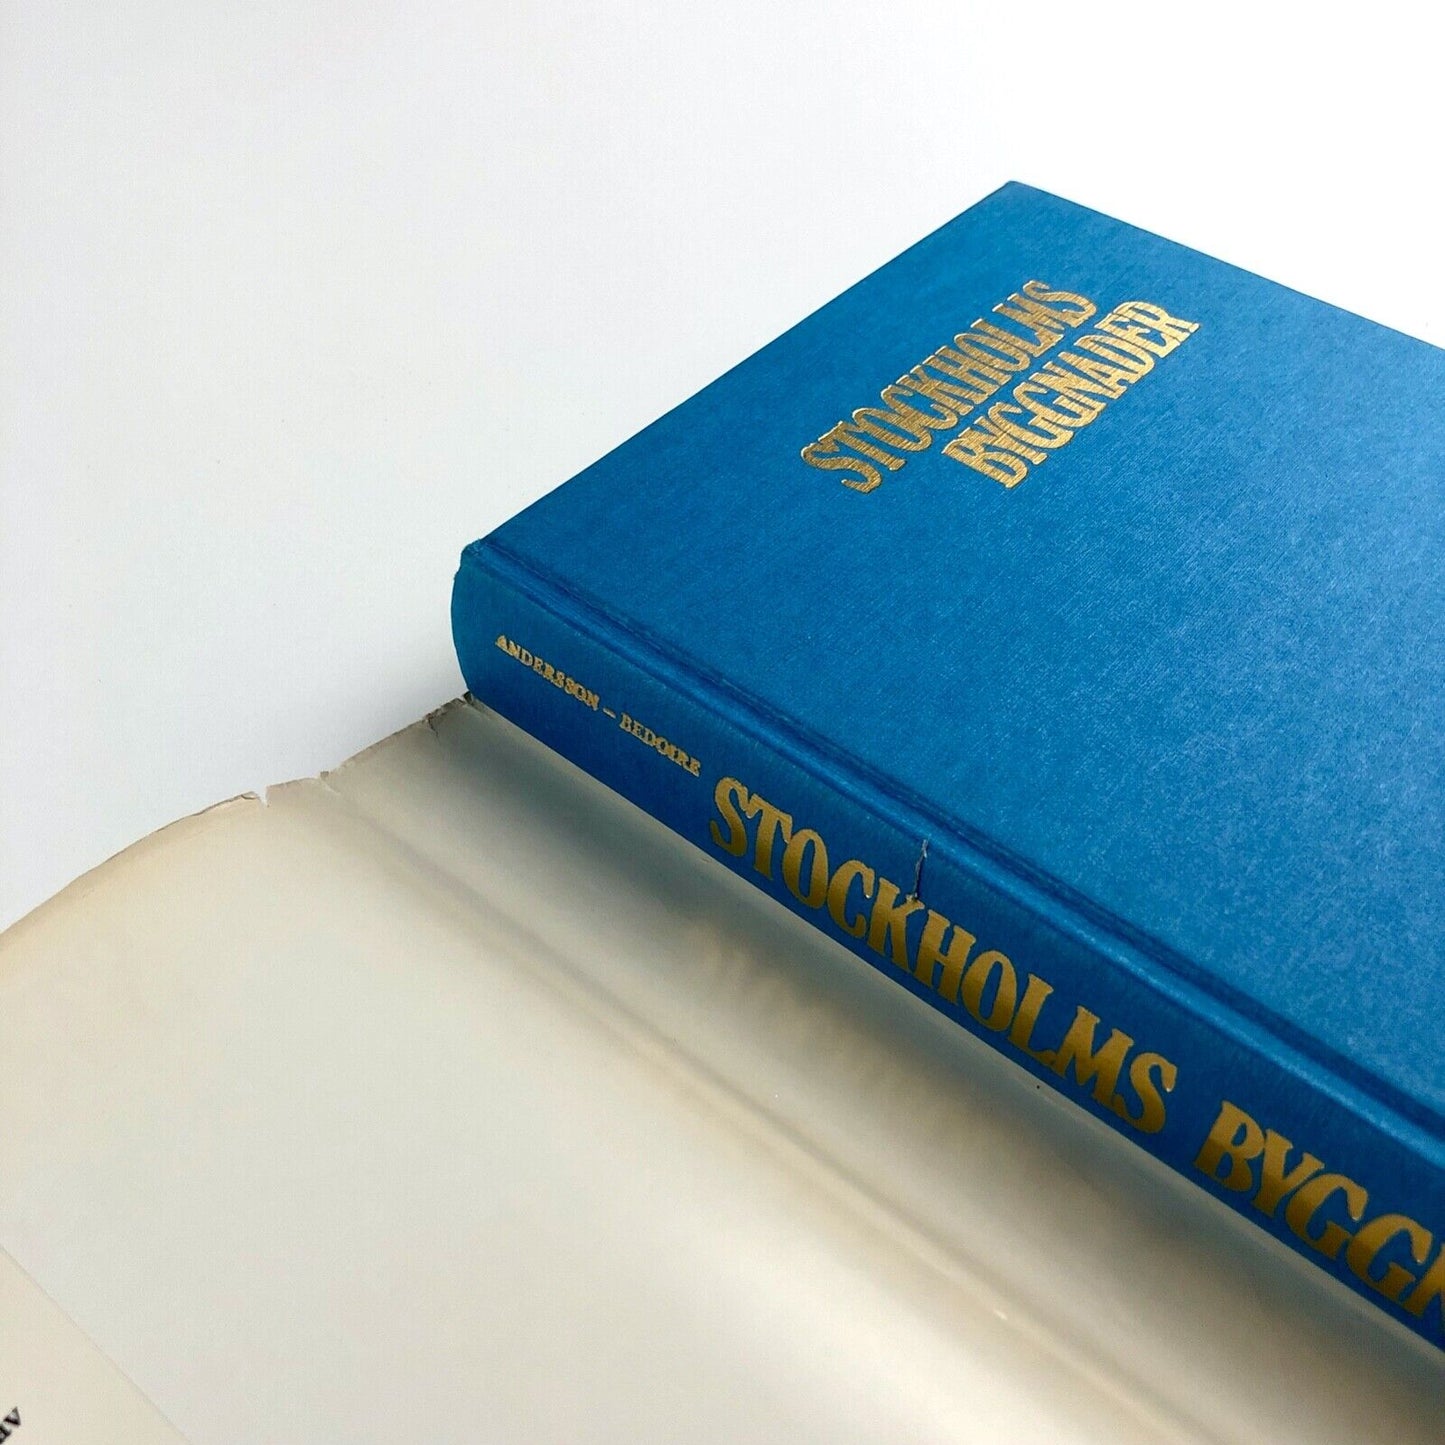 STOCKHOLMS
BYGGNADER
ANDERSSON – BEDOIRE
STOCKHOLMS BYGGN